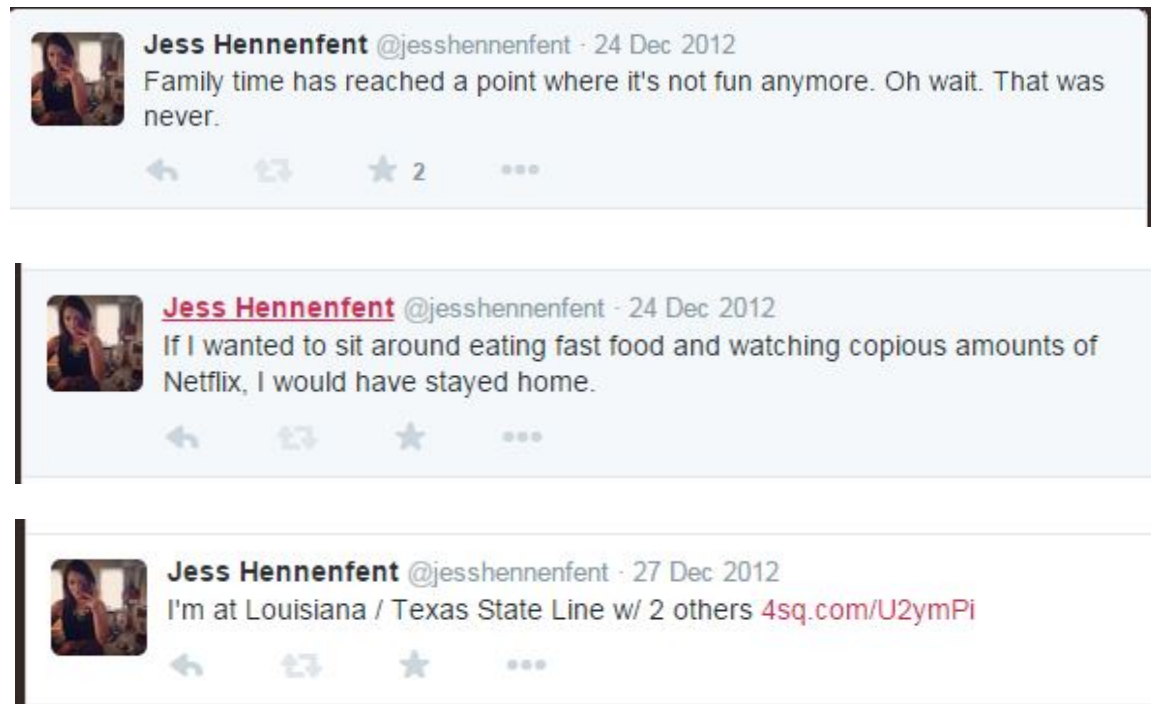 Jess Hennenfent @jesshennenfent · 24 Dec 2012
Family time has reached a point where it's not fun anymore. Oh wait. That was
never.
2
Jess Hennenfent @jesshennenfent · 24 Dec 2012
If I wanted to sit around eating fast food and watching copious amounts of
Netflix, I would have stayed home.
Jess Hennenfent @jesshennenfent · 27 Dec 2012
I'm at Louisiana / Texas State Line w/ 2 others 4sq.com/U2ymPi